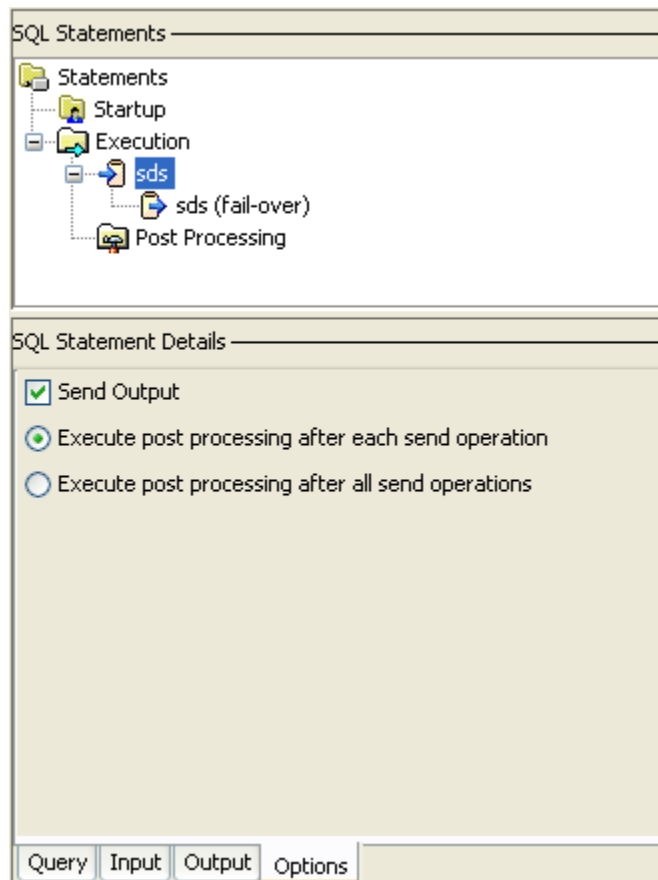 SQL Statements
Statements
Startup
Execution
sds
sds (fail-over)
Post Processing
SQL Statement Details
Send Output
Execute post processing after each send operation
Execute post processing after all send operations
Query Input Output Options